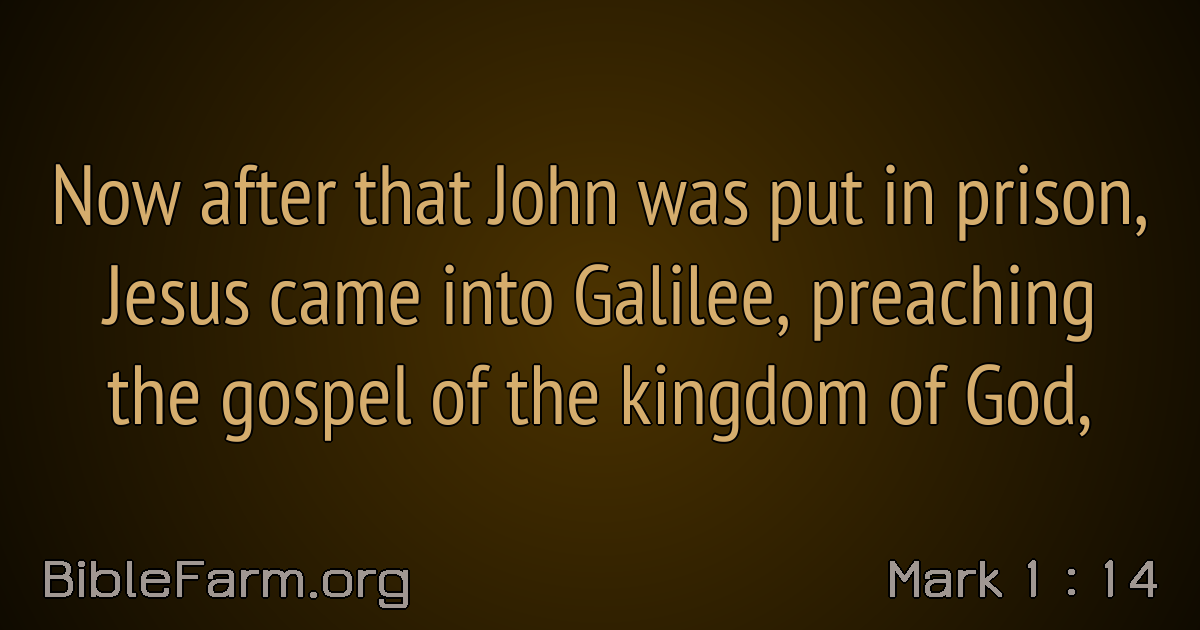 Now after that John was put in prison,
Jesus came into Galilee, preaching
the gospel of the kingdom of God,
BibleFarm.org
Mark 1 : 14